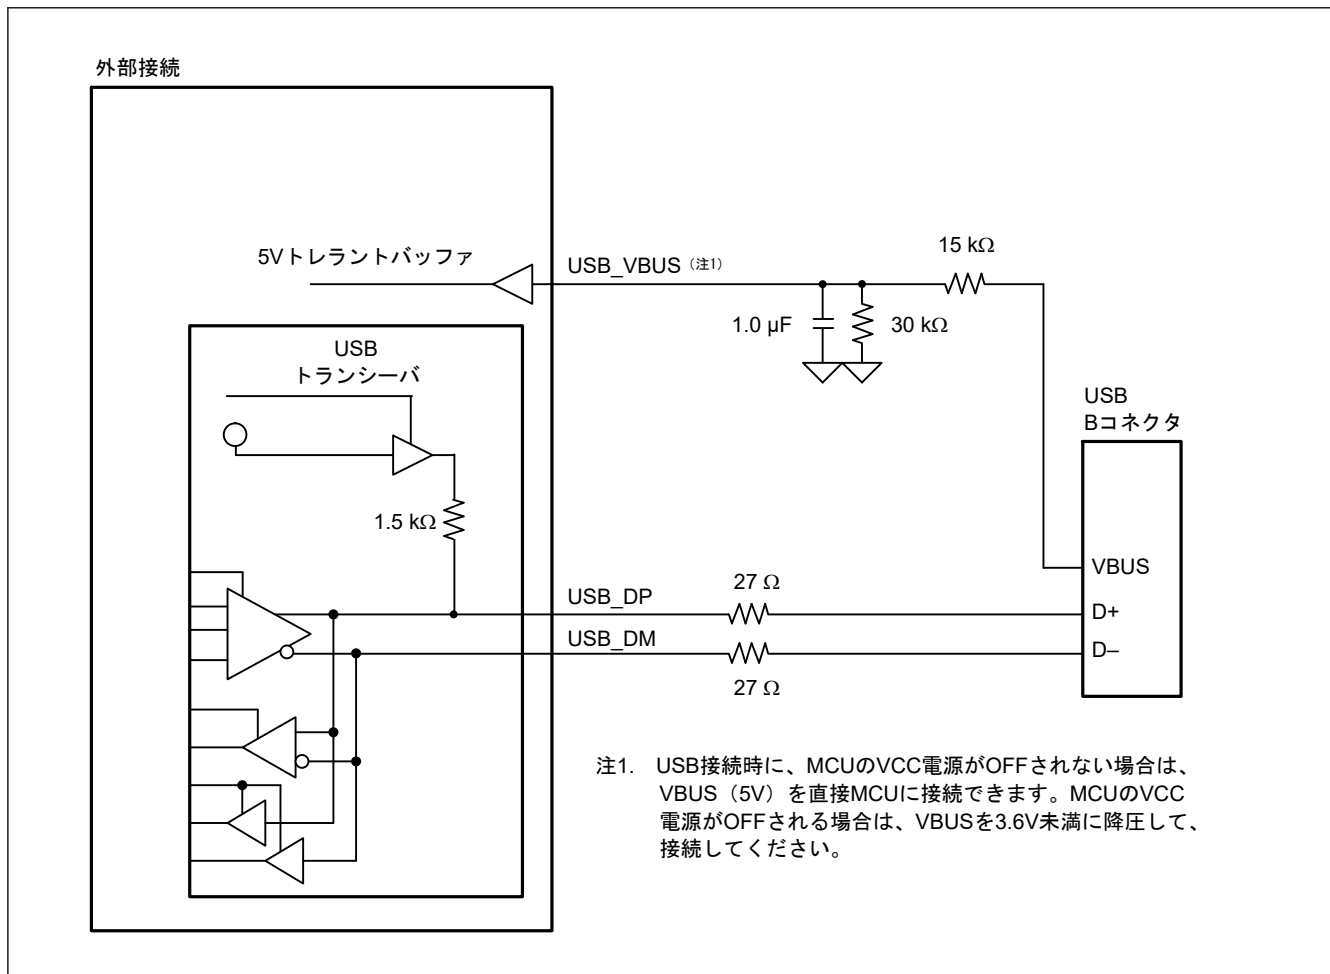 外部接続
5Vトレラントバッファ
USB_VBUS（注1）
15 kΩ
1.0 µF
30 kΩ
USB
トランシーバ
USB
Bコネクタ
1.5 kΩ
VBUS
27 Ω
USB_DP
D+
USB_DM
D–
27 Ω
注1. USB接続時に、MCUのVCC電源がOFFされない場合は、
VBUS（5V）を直接MCUに接続できます。MCUのVCC
電源がOFFされる場合は、VBUSを3.6V未満に降圧して、
接続してください。